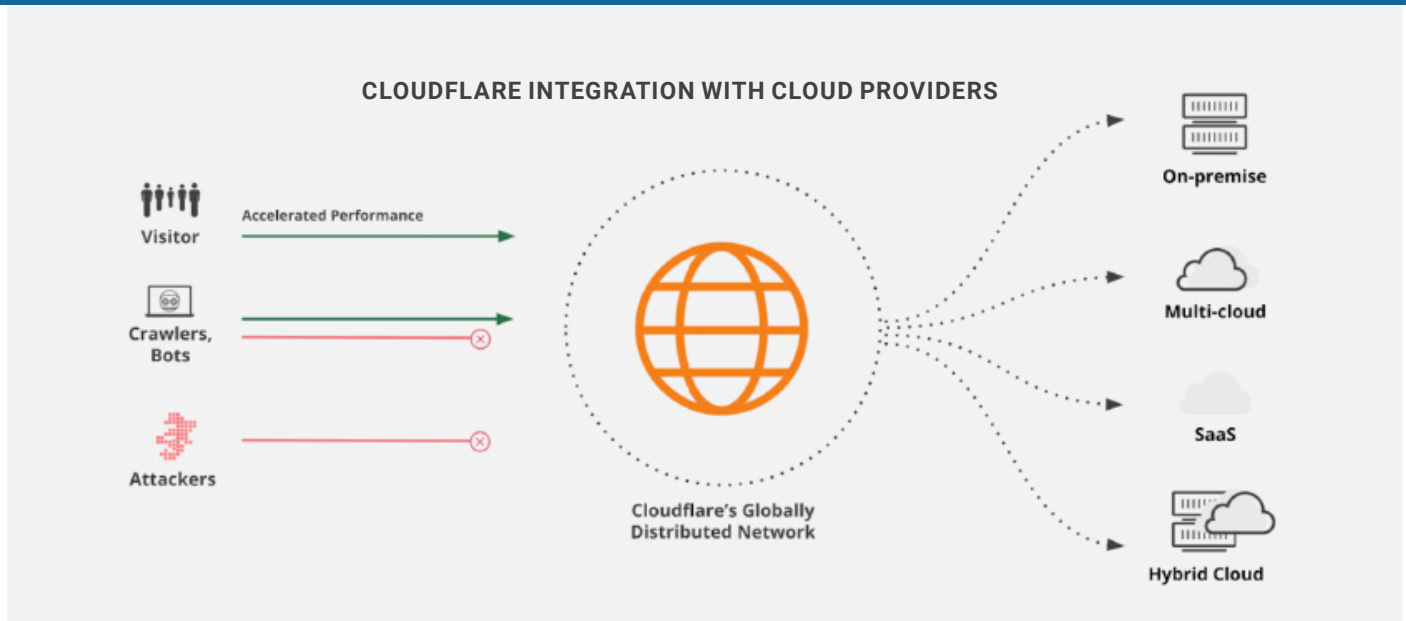 CLOUDFLARE INTEGRATION WITH CLOUD PROVIDERS
On-premise
Accelerated Performance
Visitor
Multi-cloud
Crawlers,
Bots
SaaS
Attackers
Cloudflare's Globally
Distributed Network
Hybrid Cloud